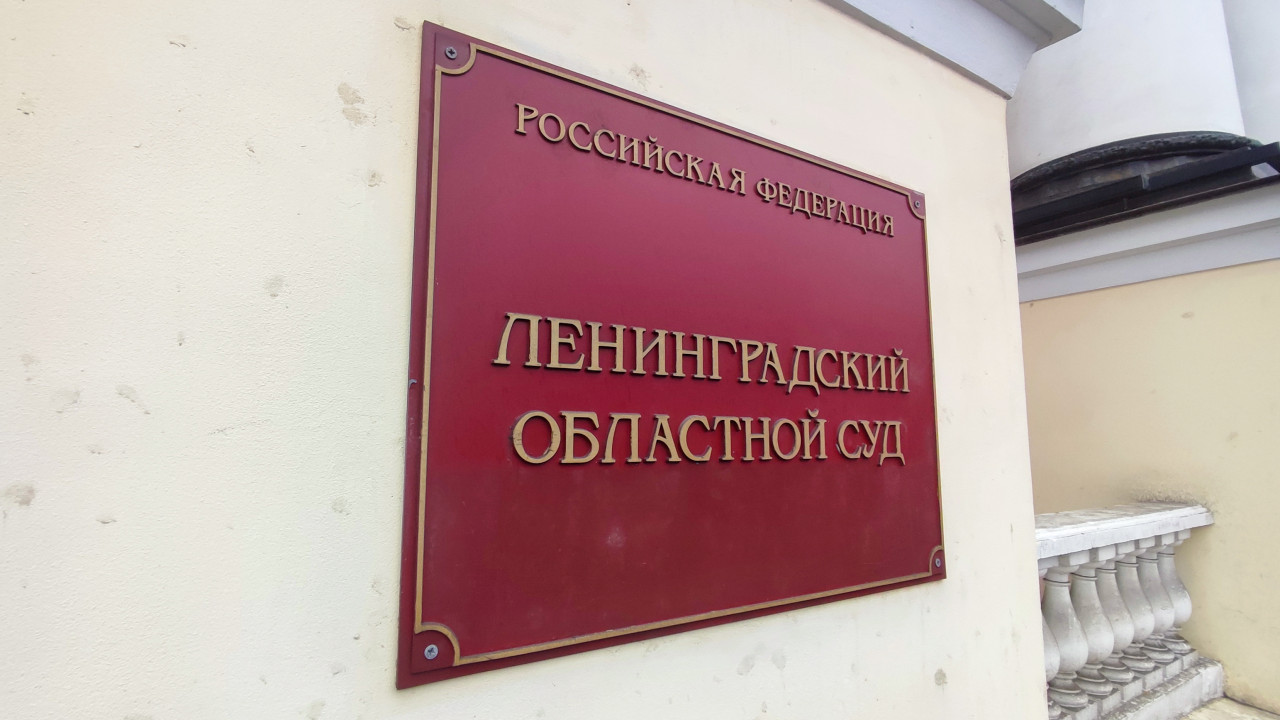 РОССИЙСКАЯ ФЕДЕРАЦИЯ
ЛЕНИНГРАДСКИЙ
ОБЛАСТНОЙ СУД